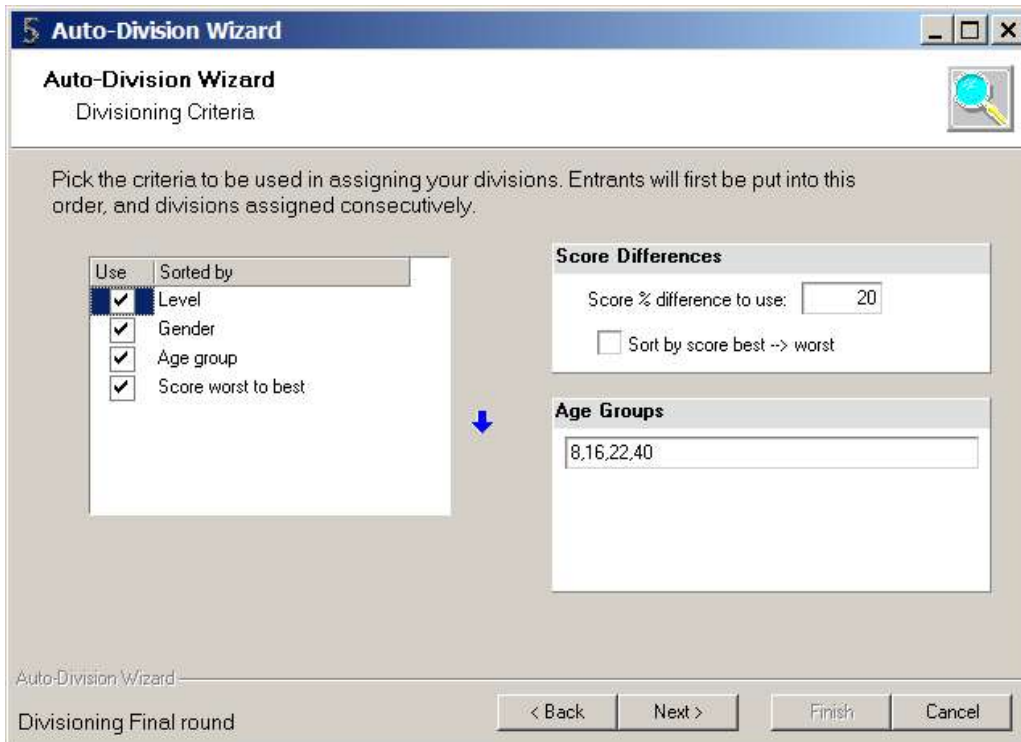 Auto-Division Wizard
Auto-Division Wizard
Divisioning Criteria
Pick the criteria to be used in assigning your divisions. Entrants will first be put into this
order, and divisions assigned consecutively.
Use Sorted by
Level
Gender
Age group
Score worst to best
Score Differences
Score % difference to use: 20
Sort by score best --> worst
Age Groups
8,16,22,40
Auto-Division Wizard
Divisioning Final round
< Back Next > Finish Cancel